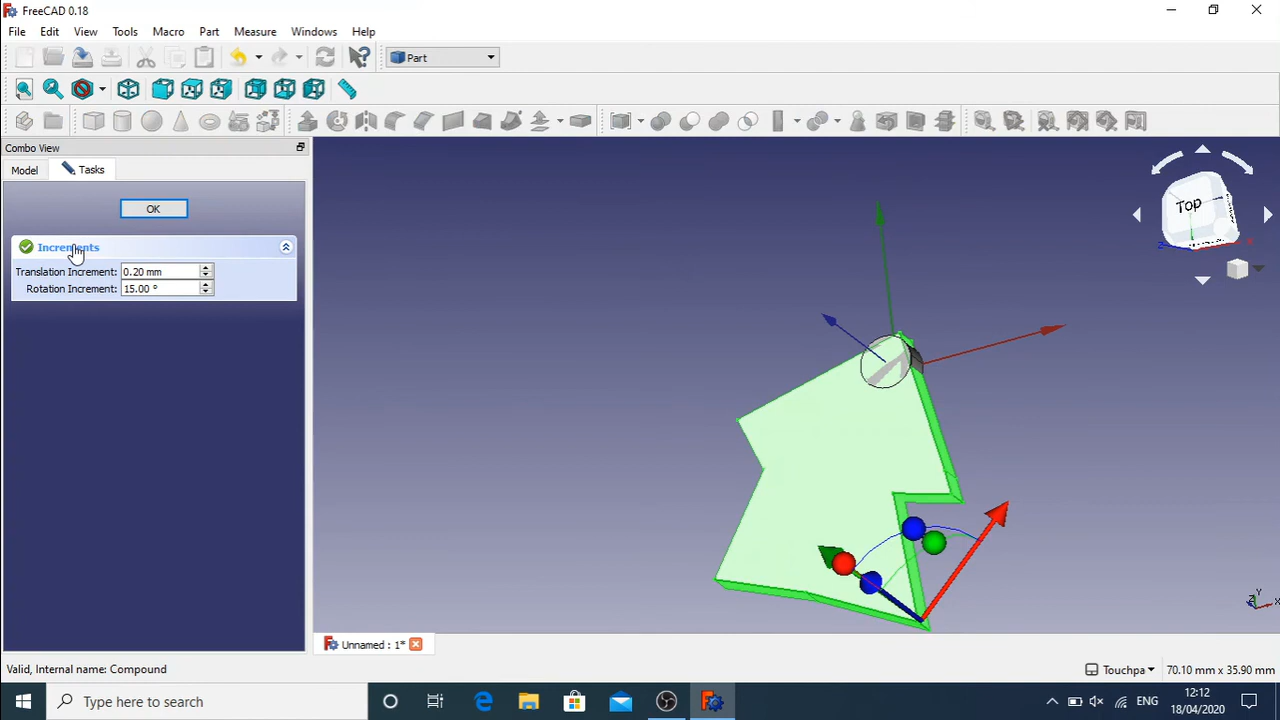 FreeCAD 0.18
File Edit View Tools Macro Part Measure Windows Help
Part
Combo View
Model Tasks
TOP
OK
Increments
Translation Increment: 0.20 mm
Rotation Increment: 15.00 °
Y
Z X
Unnamed : 1*
Valid, Internal name: Compound
Touchpa 70.10 mm x 35.90 mm
Type here to search
ENG
12:12
18/04/2020